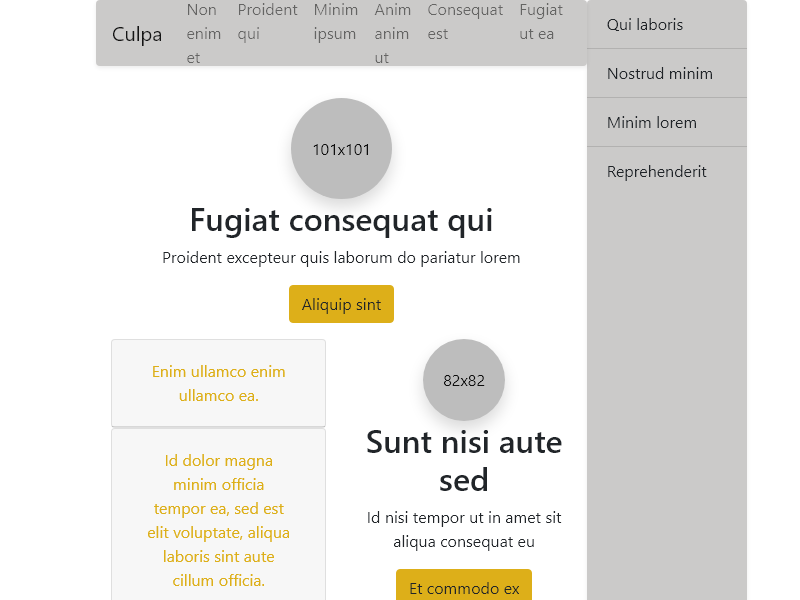 Culpa
Non enim et
Proident qui
Minim ipsum
Anim anim ut
Consequat est
Fugiat ut ea
Qui laboris
Nostrud minim
Minim lorem
Reprehenderit
101x101
Fugiat consequat qui
Proident excepteur quis laborum do pariatur lorem
Aliquip sint
Enim ullamco enim
ullamco ea.
Id dolor magna
minim officia
tempor ea, sed est
elit voluptate, aliqua
laboris sint aute
cillum officia.
82x82
Sunt nisi aute
sed
Id nisi tempor ut in amet sit
aliqua consequat eu
Et commodo ex